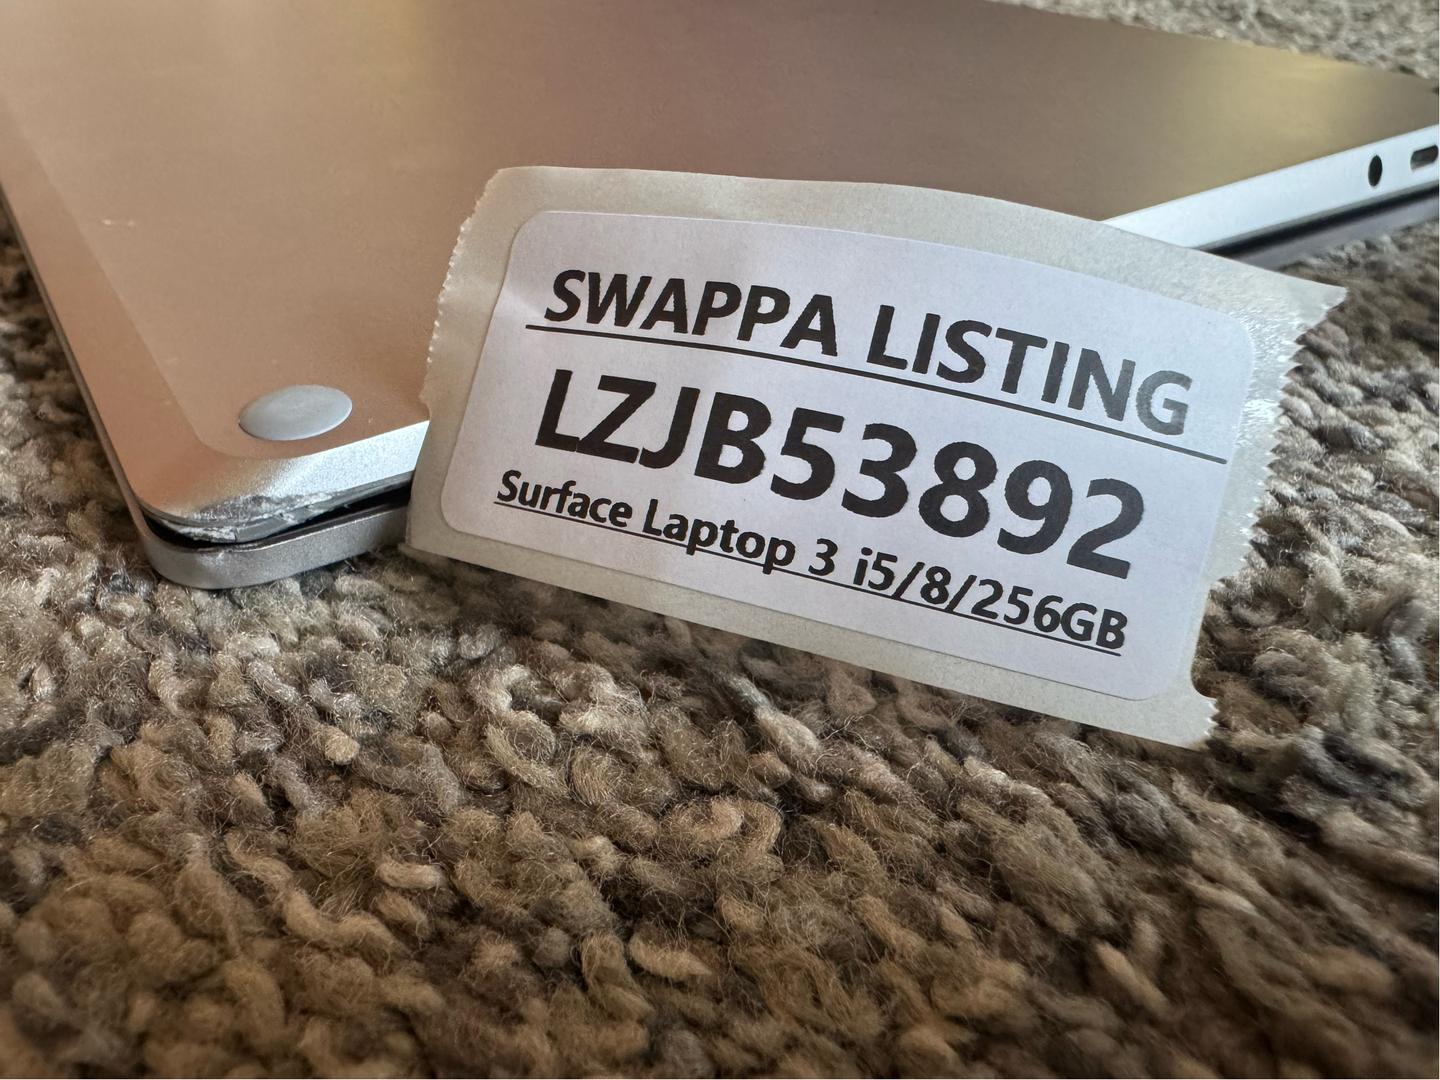 SWAPPA LISTING
LZJB53892
Surface Laptop 3 i5/8/256GB